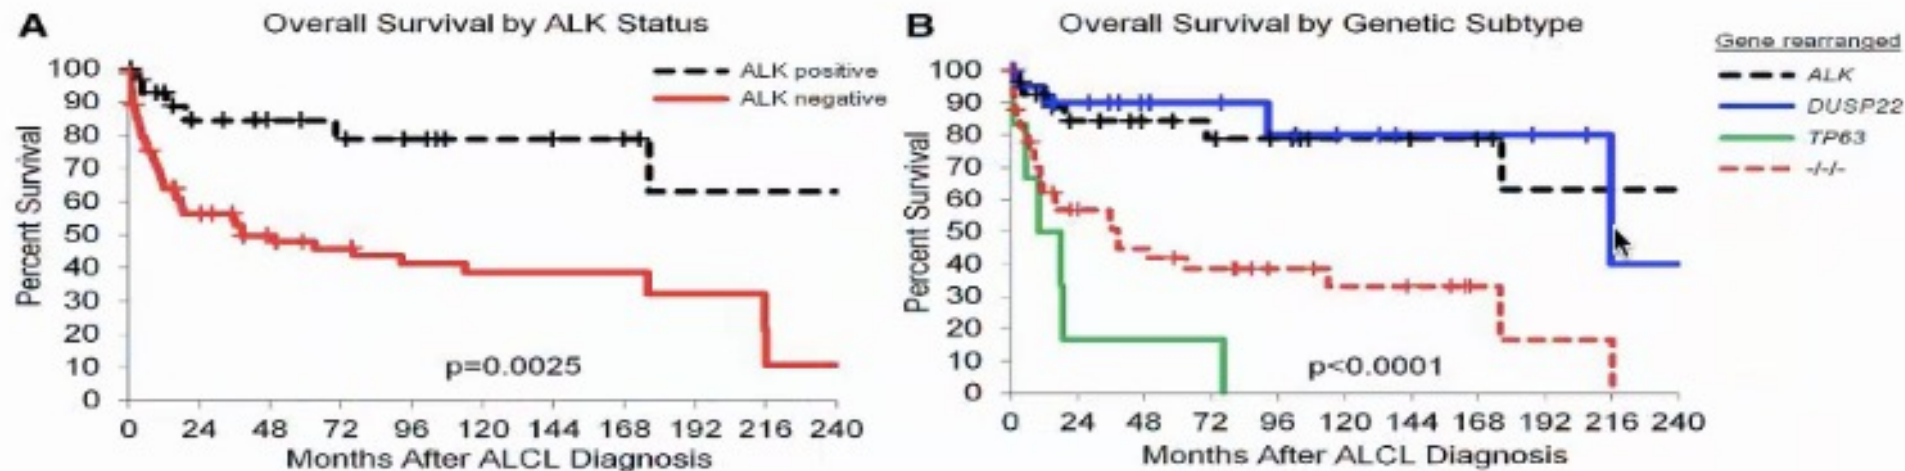 A
Overall Survival by ALK Status
ALK positive
ALK negative
Percent Survival
100
90
80
70
60
50
40
30
20
10
0
p=0.0025
0 24 48 72 96 120 144 168 192 216 240
Months After ALCL Diagnosis
B
Overall Survival by Genetic Subtype
Percent Survival
100
90
80
70
60
50
40
30
20
10
0
p<0.0001
0 24 48 72 96 120 144 168 192 216 240
Months After ALCL Diagnosis
Gene rearranged
ALK
DUSP22
TP63
-/-/-